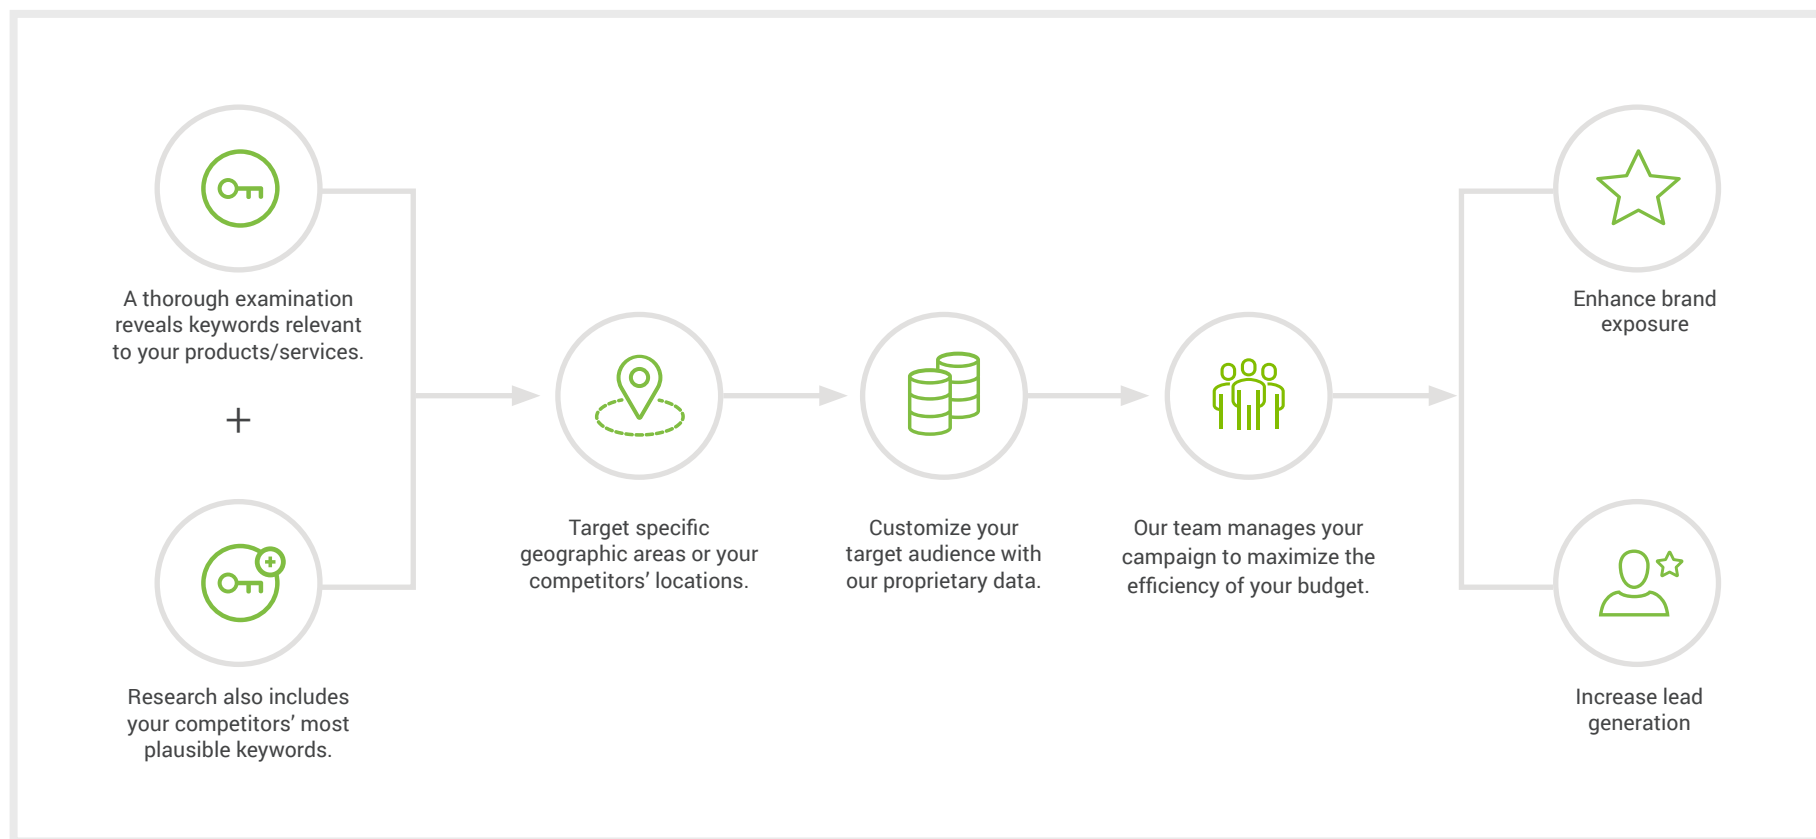 A thorough examination
reveals keywords relevant
to your products/services.
+
Research also includes
your competitors’ most
plausible keywords.
Target specific
geographic areas or your
competitors’ locations.
Customize your
target audience with
our proprietary data.
Our team manages your
campaign to maximize the
efficiency of your budget.
Enhance brand
exposure
Increase lead
generation